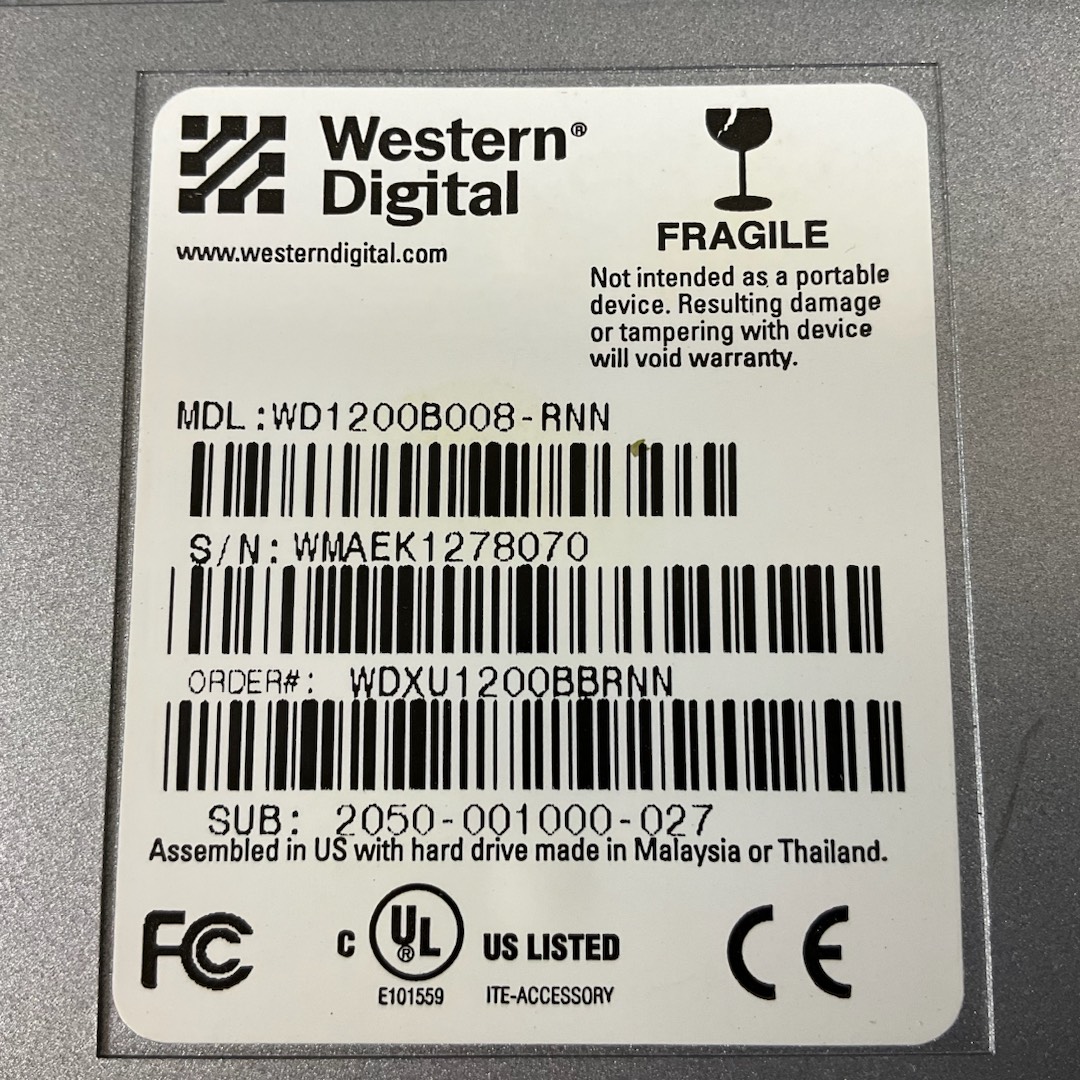 Western®
Digital
www.westerndigital.com
FRAGILE
Not intended as a portable
device. Resulting damage
or tampering with device
will void warranty.
MDL:WD1200B008-RNN
S/N: WMAEK1278070
ORDER#: WDXU1200BBRNN
SUB: 2050-001000-027
Assembled in US with hard drive made in Malaysia or Thailand.
FC C UL® US LISTED CE
E101559 ITE-ACCESSORY